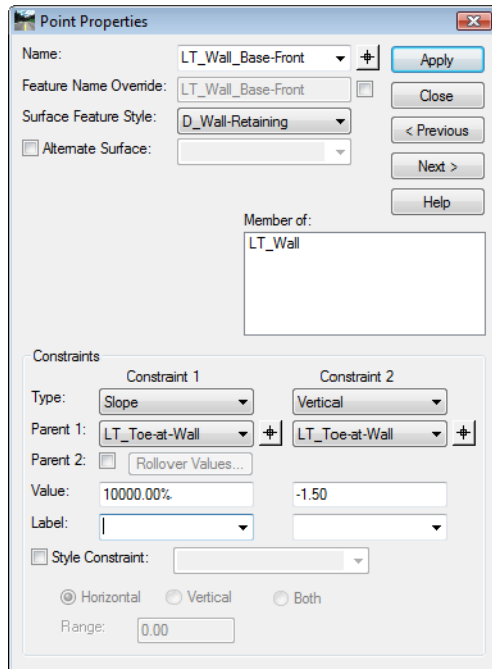 Point Properties
Name: LT_Wall_Base-Front Apply
Feature Name Override: LT_Wall_Base-Front Close
Surface Feature Style: D_Wall-Retaining < Previous
Alternate Surface: Next >
Help
Member of:
LT_Wall
Constraints
Constraint 1 Constraint 2
Type: Slope Vertical
Parent 1: LT_Toe-at-Wall LT_Toe-at-Wall
Parent 2: Rollover Values...
Value: 10000.00% -1.50
Label:
Style Constraint:
Horizontal Vertical Both
Range: 0.00